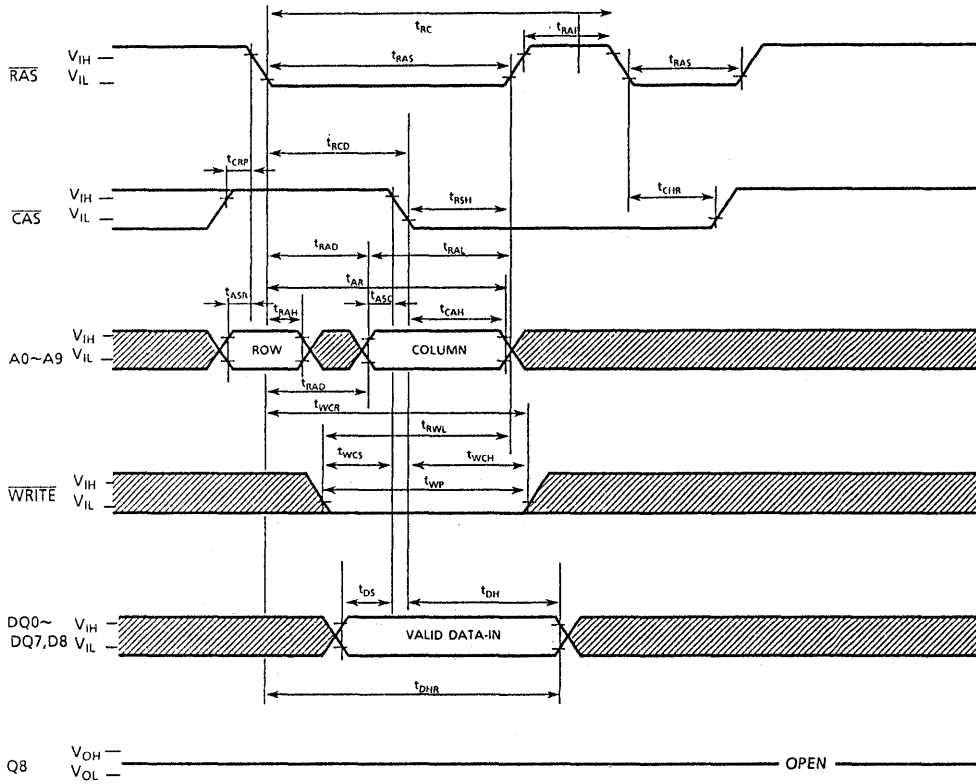 tRC
tRAP
VIH
RAS
VIL
tRAS
tRAS
tRCD
tCRP
VIH
CAS
VIL
tRSH
tCHR
tRAD
tRAL
tAR
tASR
tRAH
tASC
tCAH
VIH
A0~A9
VIL
ROW
COLUMN
tRAD
tWCR
tRWL
tWCS
tWCH
VIH
WRITE
VIL
tWP
tDS
tDH
DQ0~ VIH
DQ7,D8 VIL
VALID DATA-IN
tDHR
VOH
Q8
VOL
OPEN